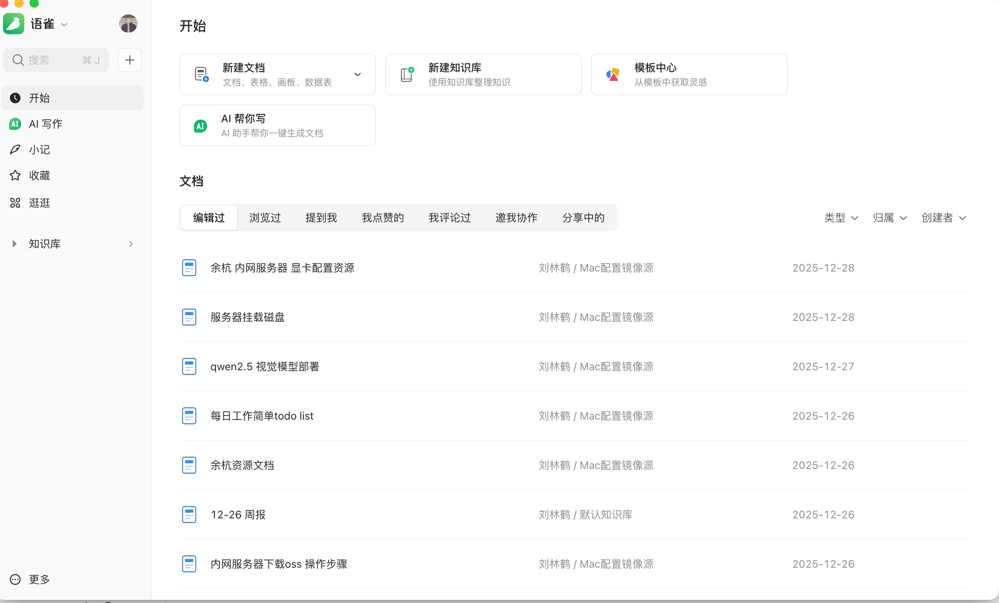 语雀
搜索 ⌘ J
开始
AI 写作
小记
收藏
逛逛
知识库
更多
开始
新建文档
文档、表格、画板、数据表
新建知识库
使用知识库整理知识
模板中心
从模板中获取灵感
AI 帮你写
AI 助手帮你一键生成文档
文档
编辑过 浏览过 提到我 我点赞的 我评论过 邀我协作 分享中的 类型 归属 创建者
余杭 内网服务器 显卡配置资源 刘林鹤 / Mac配置镜像源 2025-12-28
服务器挂载磁盘 刘林鹤 / Mac配置镜像源 2025-12-28
qwen2.5 视觉模型部署 刘林鹤 / Mac配置镜像源 2025-12-27
每日工作简单todo list 刘林鹤 / Mac配置镜像源 2025-12-26
余杭资源文档 刘林鹤 / Mac配置镜像源 2025-12-26
12-26 周报 刘林鹤 / 默认知识库 2025-12-26
内网服务器下载oss 操作步骤 刘林鹤 / Mac配置镜像源 2025-12-26